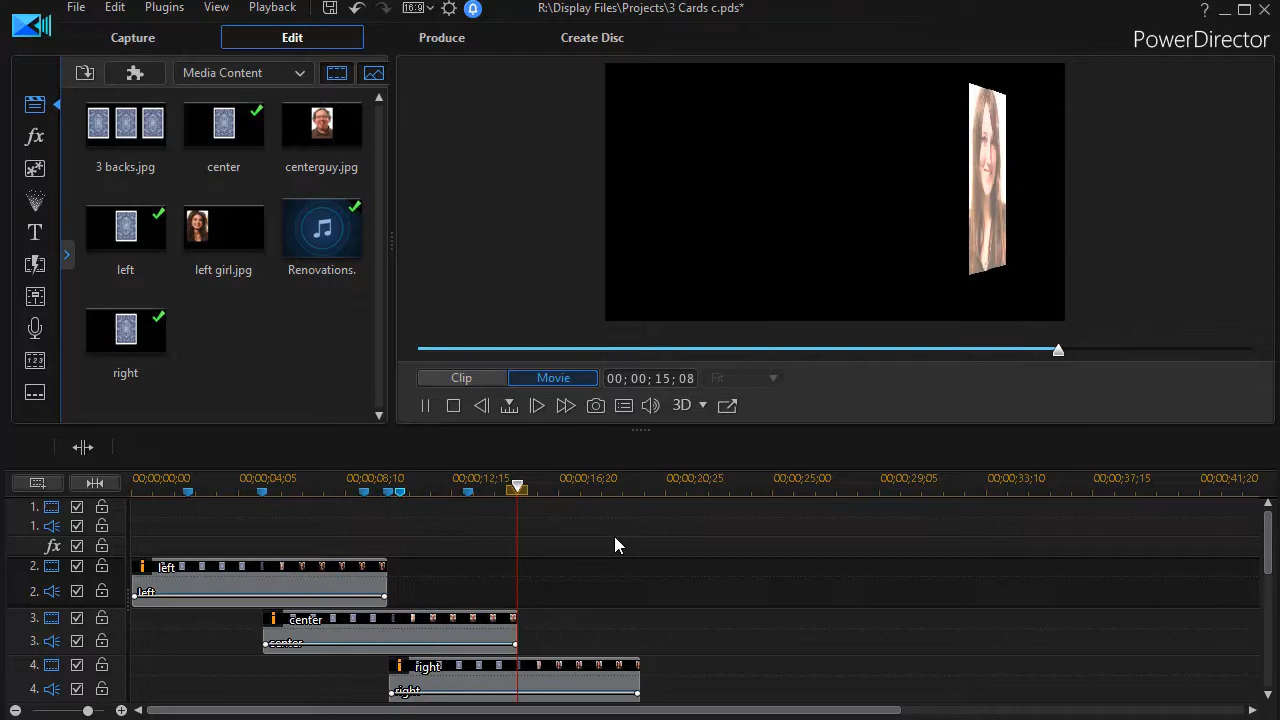 File Edit Plugins View Playback 16:9 R:\Display Files\Projects\3 Cards c.pds* ?
Capture Edit Produce Create Disc PowerDirector
Media Content
3 backs.jpg center centerguy.jpg
left left girl.jpg Renovations.
right
Clip Movie 00; 00; 15; 08 Fit
3D
00;00;00;00 00;00;04;05 00;00;08;10 00;00;12;15 00;00;16;20 00;00;20;25 00;00;25;00 00;00;29;05 00;00;33;10 00;00;37;15 00;00;41;20
1.
1.
fx
2. left
2. left
3. center
3. center
4. right
4. right
fx
T
123